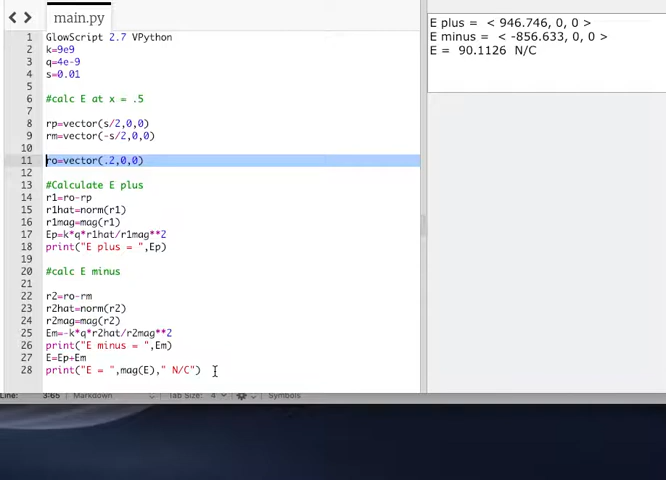 main.py
1 GlowScript 2.7 VPython
2 k=9e9
3 q=4e-9
4 s=0.01
5
6 #calc E at x = .5
7
8 rp=vector(s/2,0,0)
9 rm=vector(-s/2,0,0)
10
11 ro=vector(.2,0,0)
12
13 #Calculate E plus
14 r1=ro-rp
15 r1hat=norm(r1)
16 r1mag=mag(r1)
17 Ep=k*q*r1hat/r1mag**2
18 print("E plus = ",Ep)
19
20 #calc E minus
21
22 r2=ro-rm
23 r2hat=norm(r2)
24 r2mag=mag(r2)
25 Em=-k*q*r2hat/r2mag**2
26 print("E minus = ",Em)
27 E=Ep+Em
28 print("E = ",mag(E)," N/C")
E plus = < 946.746, 0, 0 >
E minus = < -856.633, 0, 0 >
E = 90.1126 N/C
Line: 3:65 Markdown Tab Size: 4 Symbols